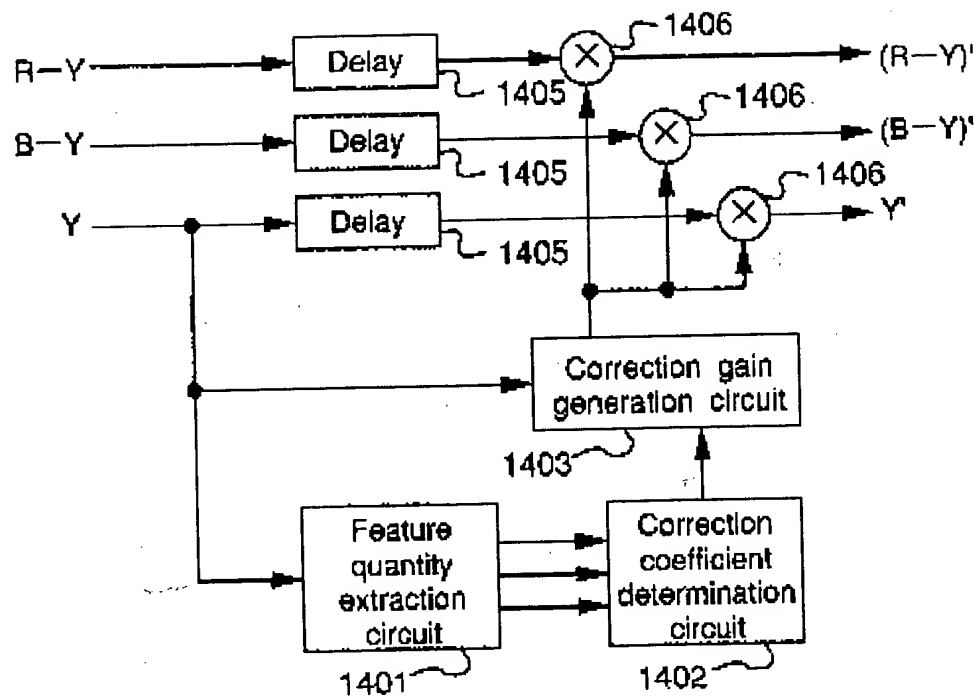 1406
R—Y
Delay
(R—Y)'
1405
1406
B—Y
Delay
(B—Y)'
1405
1406
Y
Delay
Y'
1405
Correction gain
generation circuit
1403
Feature
quantity
extraction
circuit
Correction
coefficient
determination
circuit
1401
1402